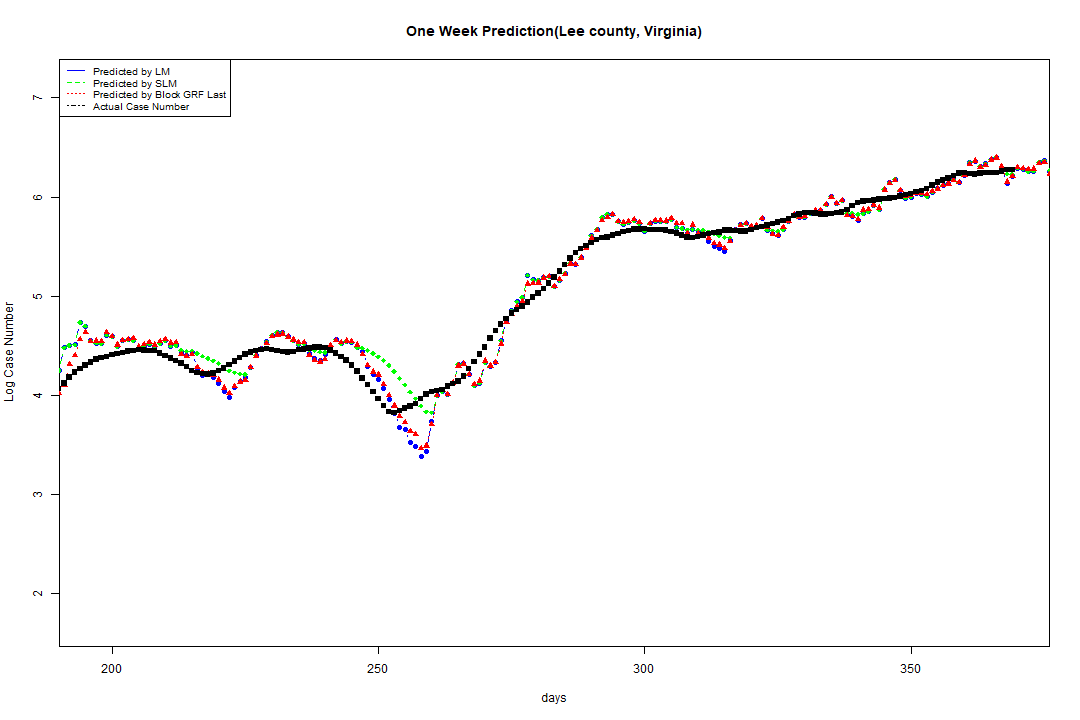 One Week Prediction(Lee county, Virginia)
Predicted by LM
Predicted by SLM
Predicted by Block GRF Last
Actual Case Number
7
6
5
4
3
2
Log Case Number
200 250 300 350
days